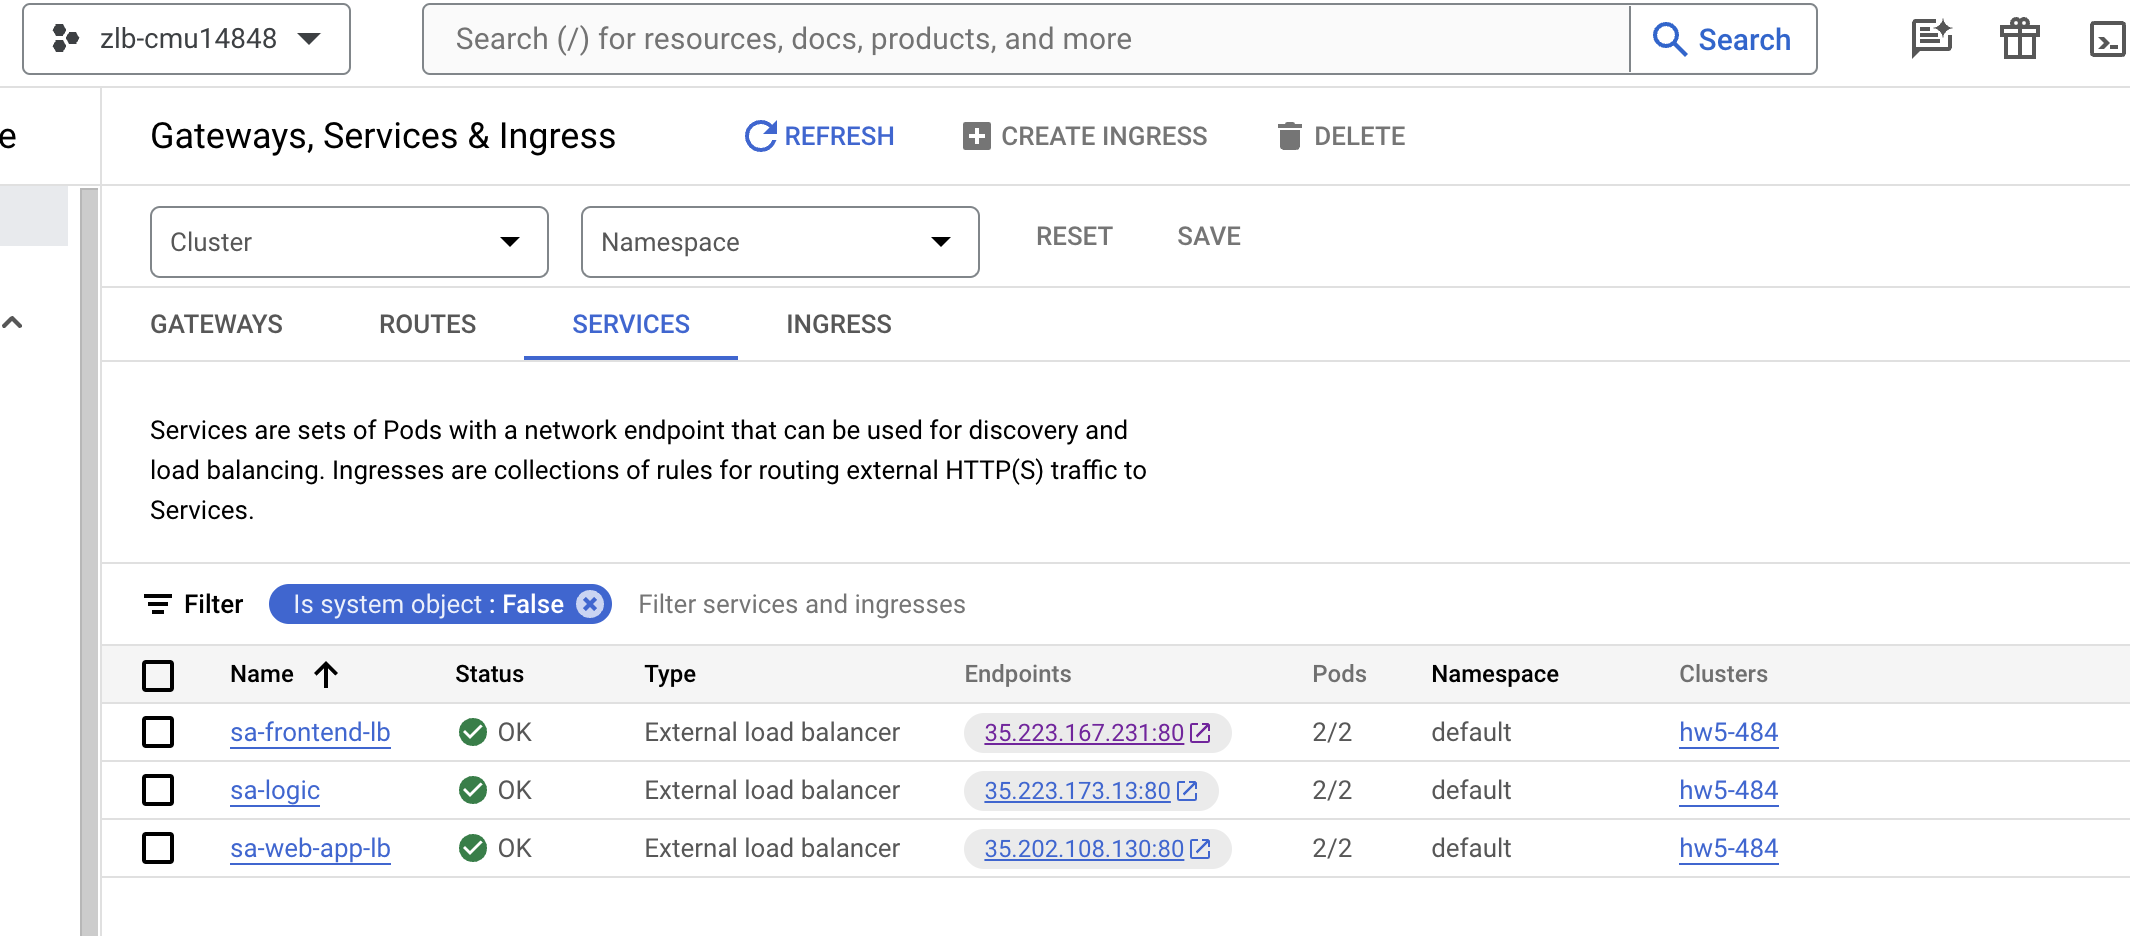 zlb-cmu14848
Search (/) for resources, docs, products, and more
Search
e
Gateways, Services & Ingress
REFRESH
CREATE INGRESS
DELETE
Cluster
Namespace
RESET
SAVE
GATEWAYS
ROUTES
SERVICES
INGRESS
Services are sets of Pods with a network endpoint that can be used for discovery and
load balancing. Ingresses are collections of rules for routing external HTTP(S) traffic to
Services.
Filter
Is system object : False
Filter services and ingresses
Name Status Type Endpoints Pods Namespace Clusters
sa-frontend-lb OK External load balancer 35.223.167.231:80 2/2 default hw5-484
sa-logic OK External load balancer 35.223.173.13:80 2/2 default hw5-484
sa-web-app-lb OK External load balancer 35.202.108.130:80 2/2 default hw5-484